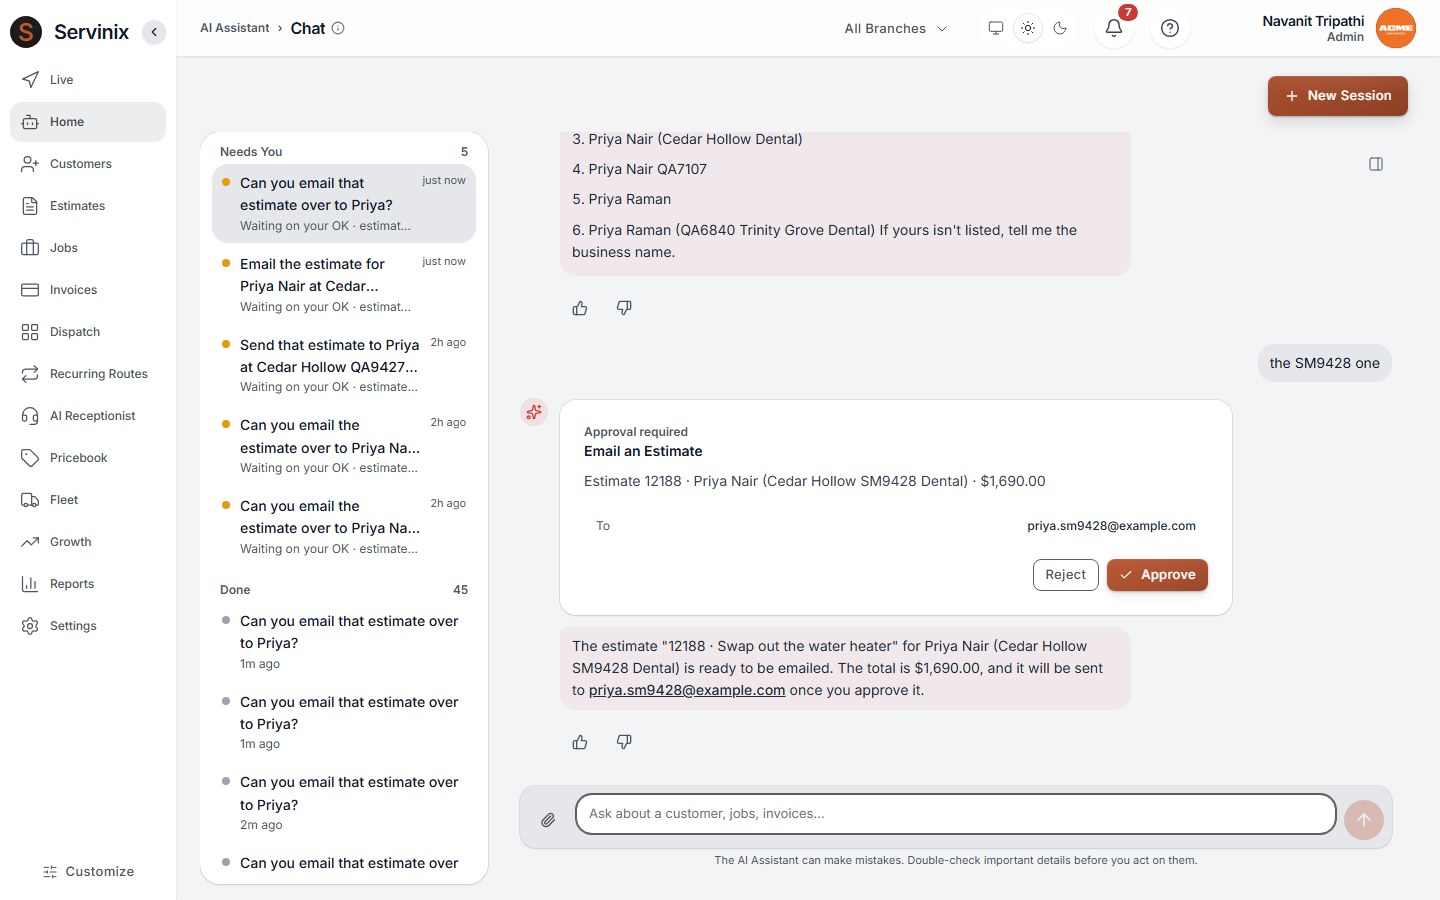 Servinix
AI Assistant › Chat
All Branches
7
Navanit Tripathi
Admin
ACME
Live
Home
Customers
Estimates
Jobs
Invoices
Dispatch
Recurring Routes
AI Receptionist
Pricebook
Fleet
Growth
Reports
Settings
Customize
New Session
Needs You 5
Can you email that just now
estimate over to Priya?
Waiting on your OK · estimat...
Email the estimate for just now
Priya Nair at Cedar...
Waiting on your OK · estimat...
Send that estimate to Priya 2h ago
at Cedar Hollow QA9427...
Waiting on your OK · estimate...
Can you email the 2h ago
estimate over to Priya Na...
Waiting on your OK · estimate...
Can you email the 2h ago
estimate over to Priya Na...
Waiting on your OK · estimate...
Done 45
Can you email that estimate over
to Priya?
1m ago
Can you email that estimate over
to Priya?
1m ago
Can you email that estimate over
to Priya?
2m ago
Can you email that estimate over
3. Priya Nair (Cedar Hollow Dental)
4. Priya Nair QA7107
5. Priya Raman
6. Priya Raman (QA6840 Trinity Grove Dental) If yours isn't listed, tell me the
business name.
the SM9428 one
Approval required
Email an Estimate
Estimate 12188 · Priya Nair (Cedar Hollow SM9428 Dental) · $1,690.00
To priya.sm9428@example.com
Reject Approve
The estimate "12188 · Swap out the water heater" for Priya Nair (Cedar Hollow
SM9428 Dental) is ready to be emailed. The total is $1,690.00, and it will be sent
to priya.sm9428@example.com once you approve it.
Ask about a customer, jobs, invoices...
The AI Assistant can make mistakes. Double-check important details before you act on them.